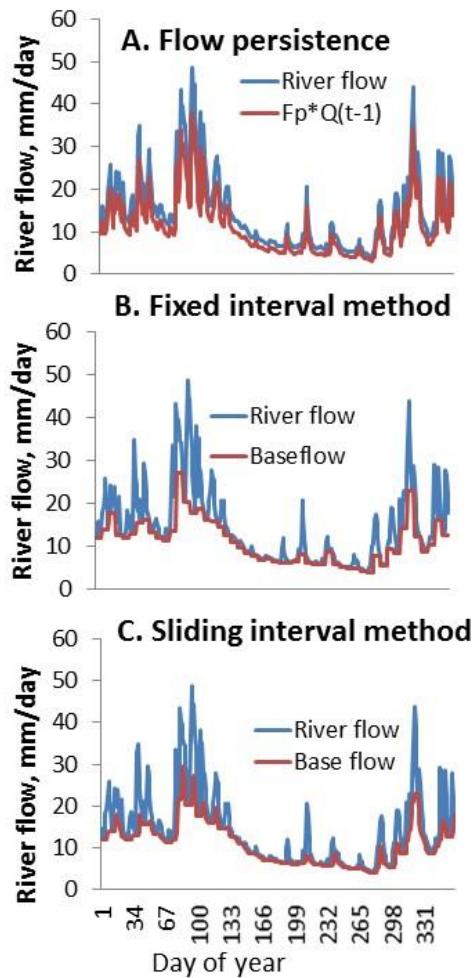 A. Flow persistence
River flow
Fp*Q(t-1)
River flow, mm/day
60
50
40
30
20
10
0
B. Fixed interval method
River flow
Baseflow
River flow, mm/day
60
50
40
30
20
10
0
C. Sliding interval method
River flow
Base flow
River flow, mm/day
60
50
40
30
20
10
0
1
34
67
100
133
166
199
232
265
298
331
Day of year